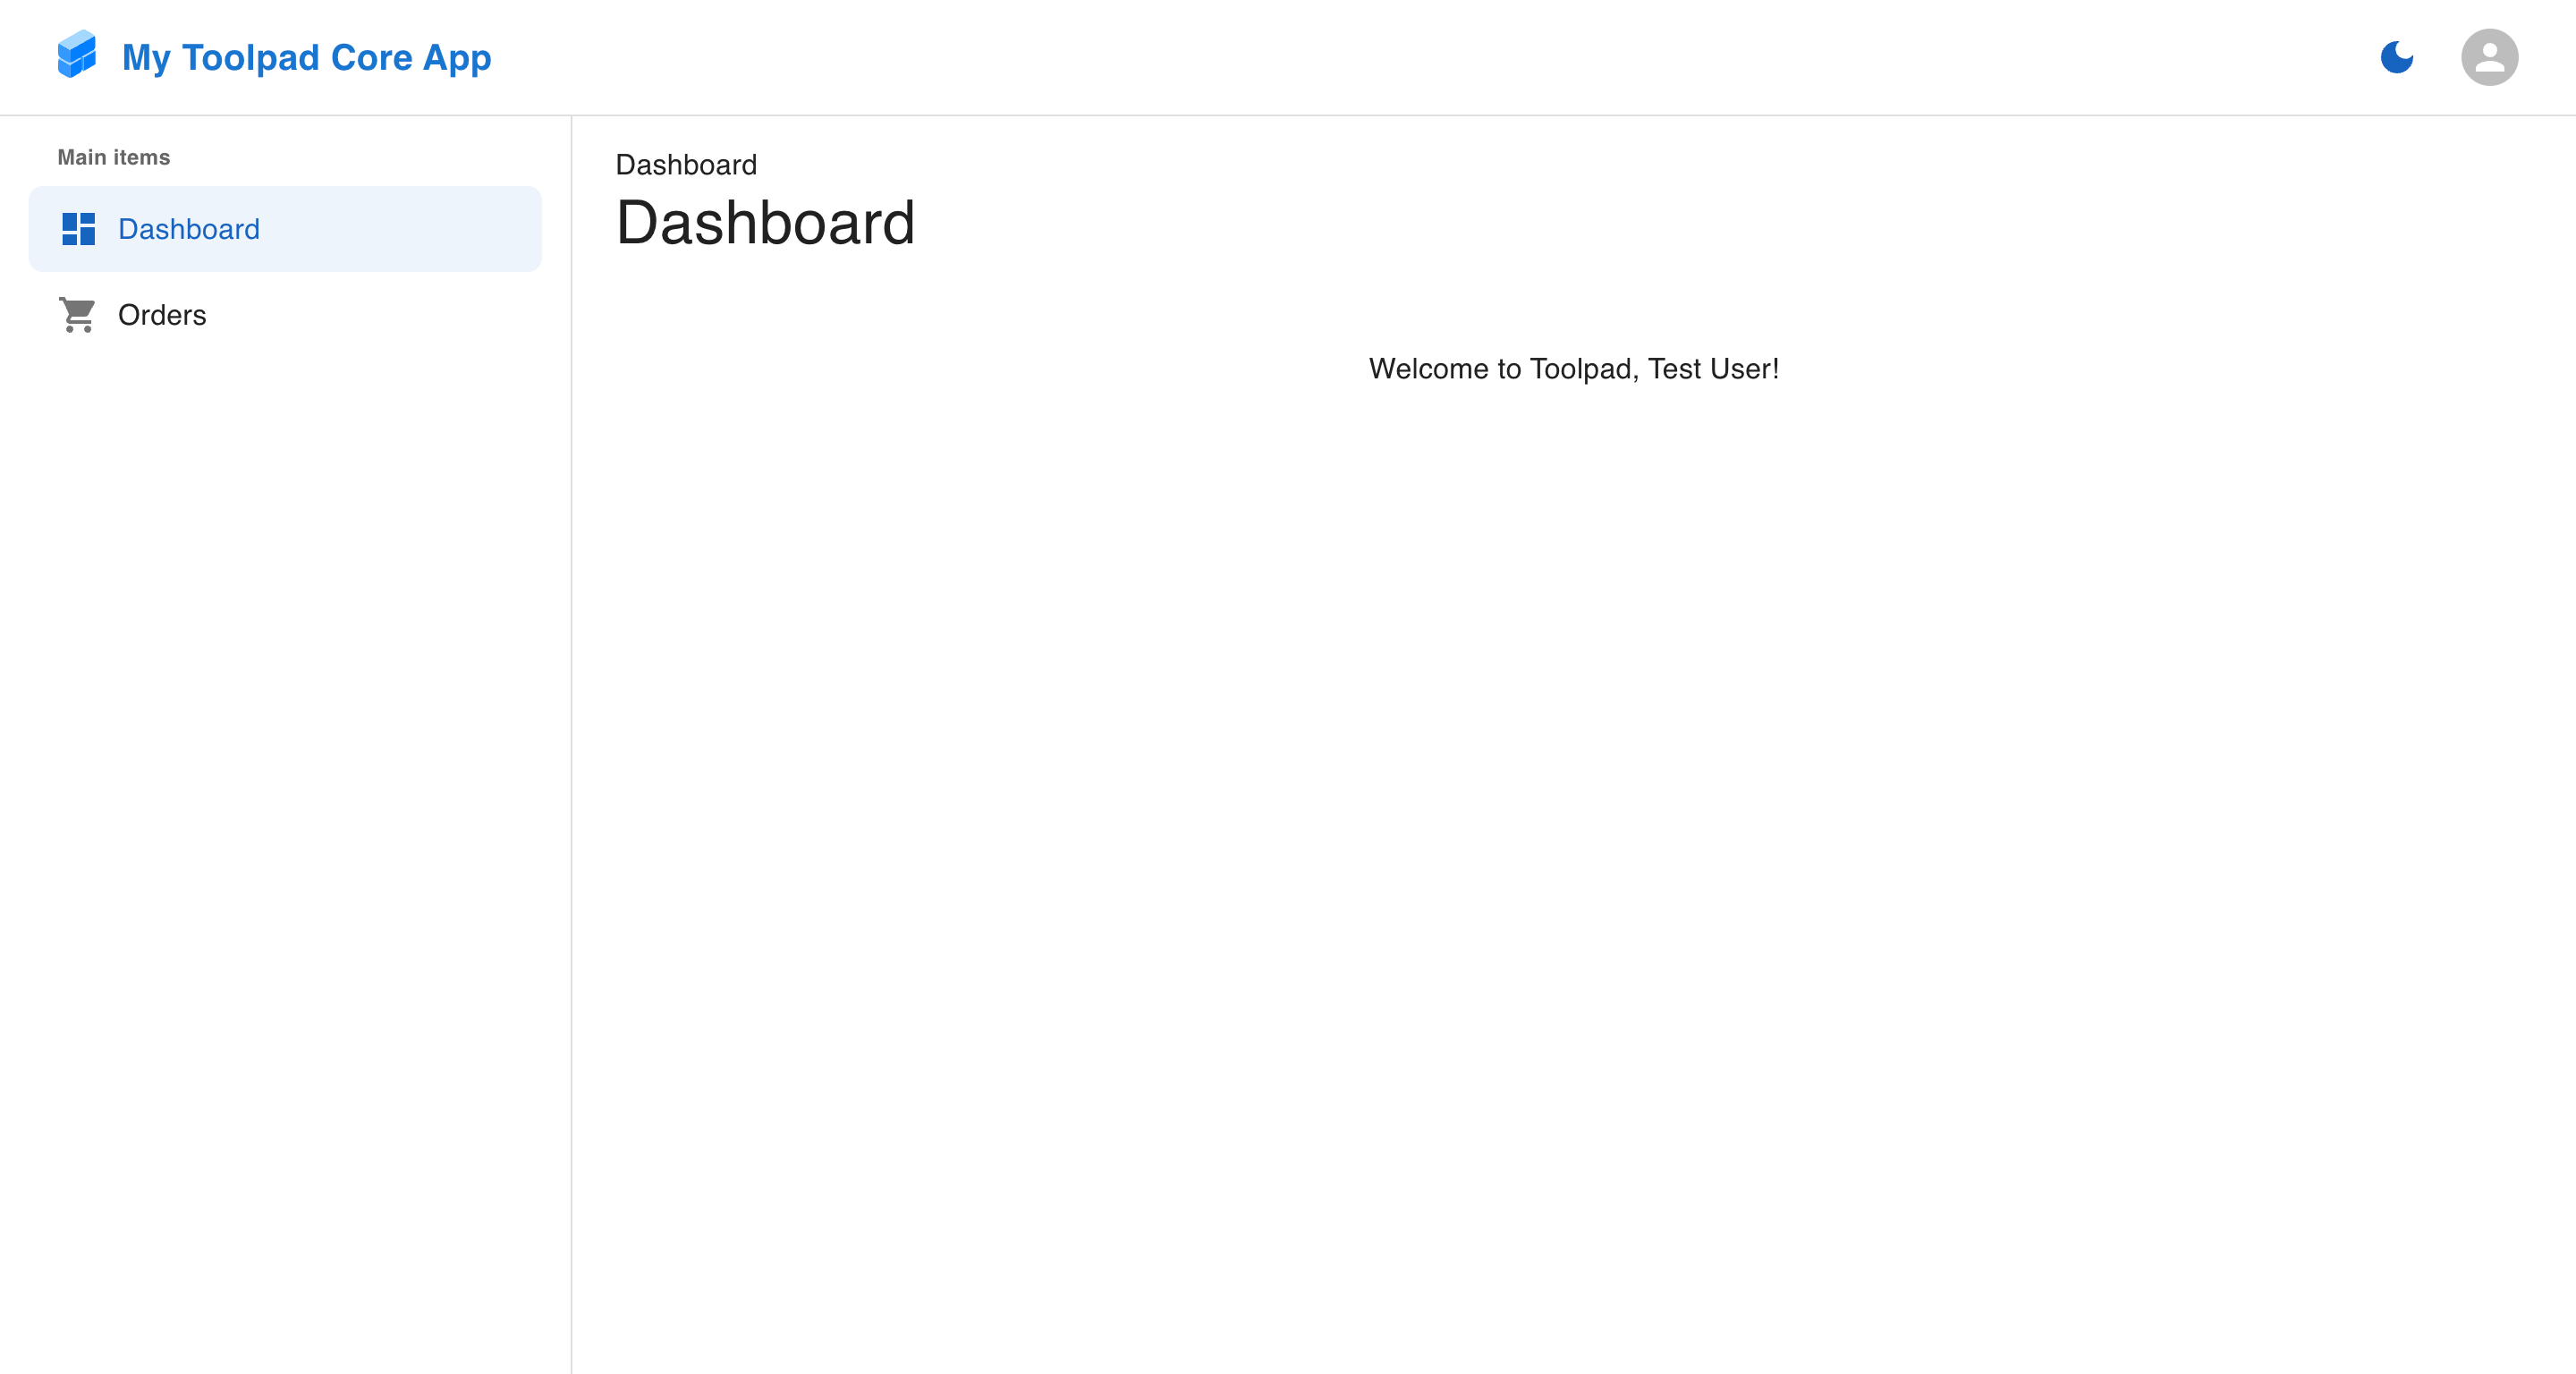 My Toolpad Core App
Main items
Dashboard
Orders
Dashboard
Dashboard
Welcome to Toolpad, Test User!